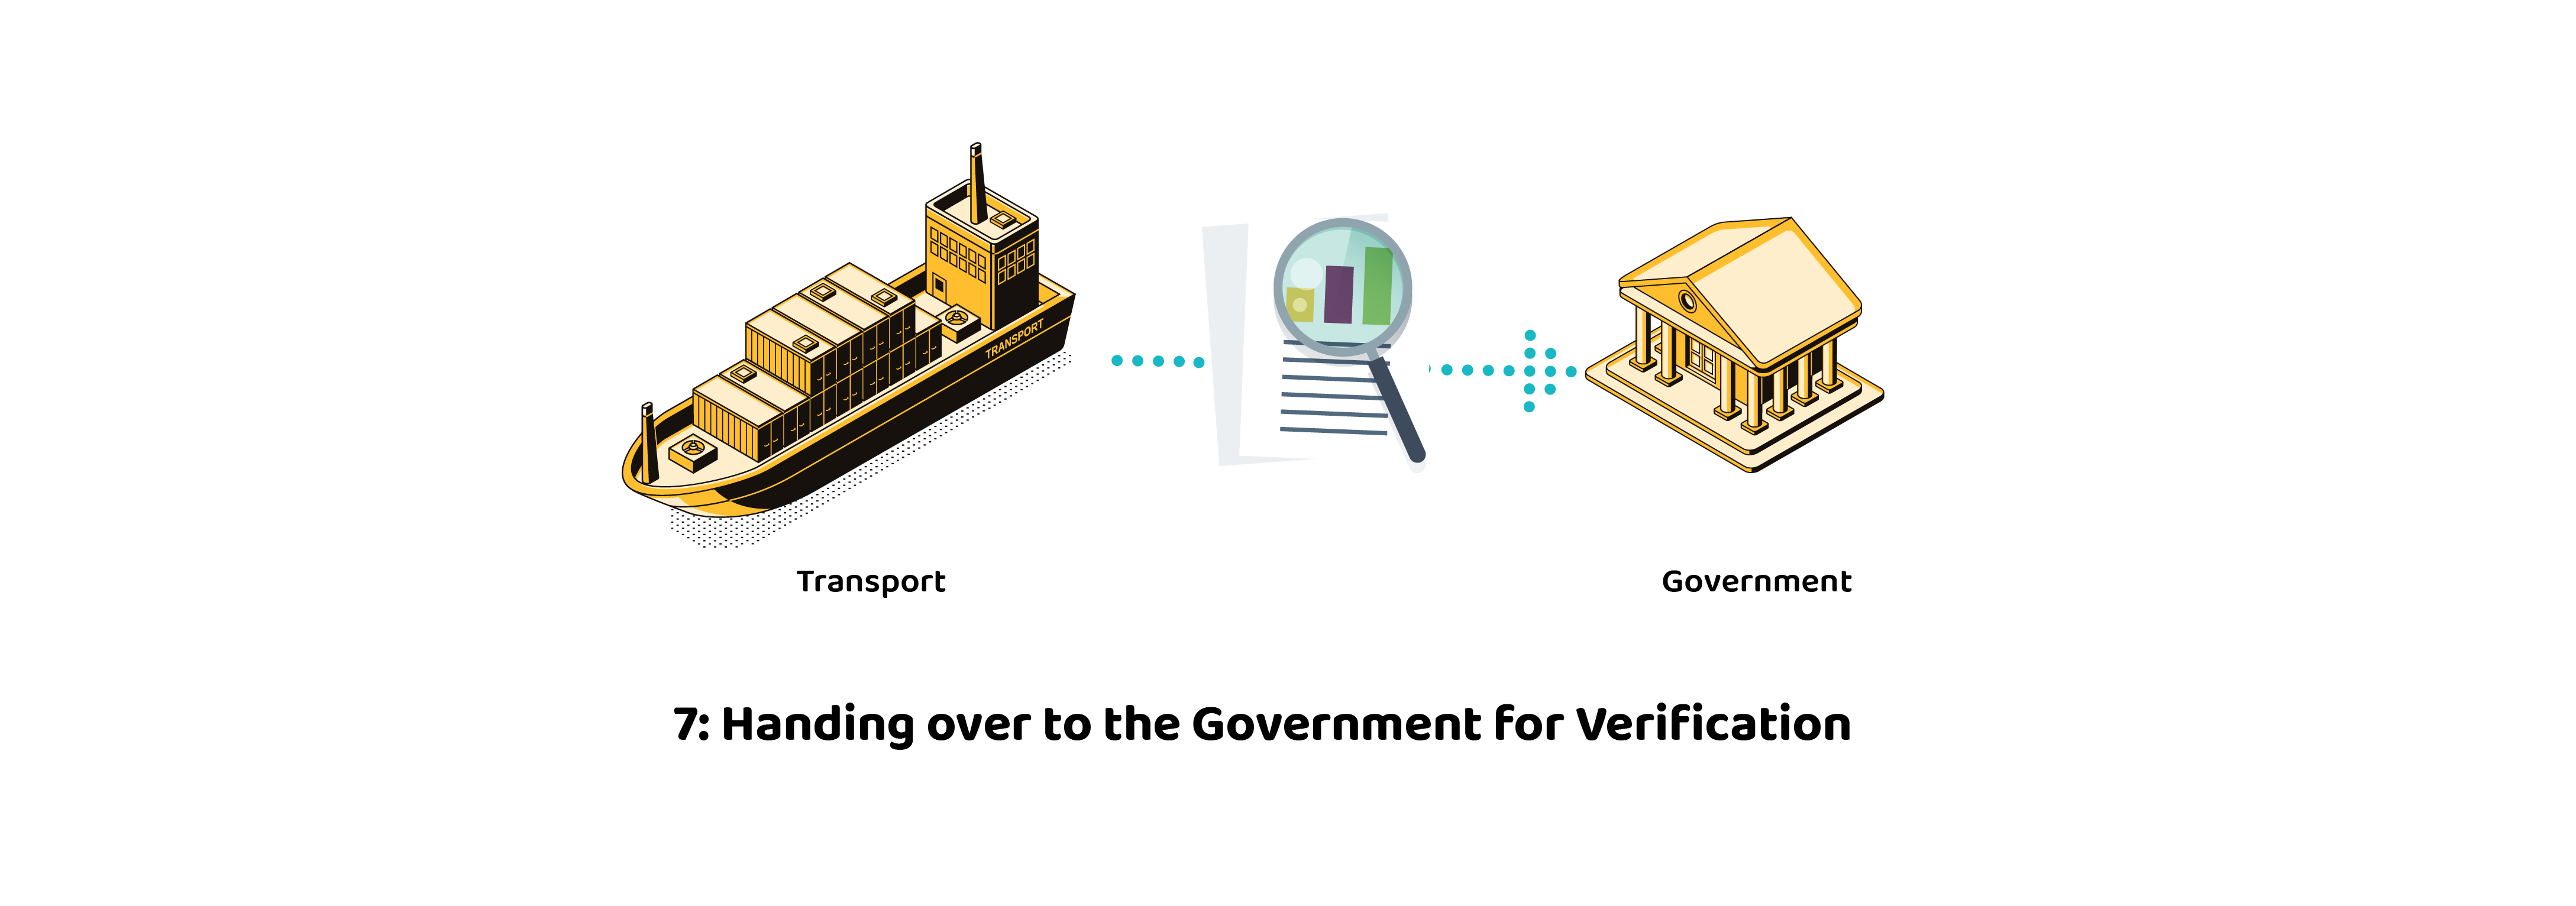 TRANSPORT
Transport
Government
7: Handing over to the Government for Verification